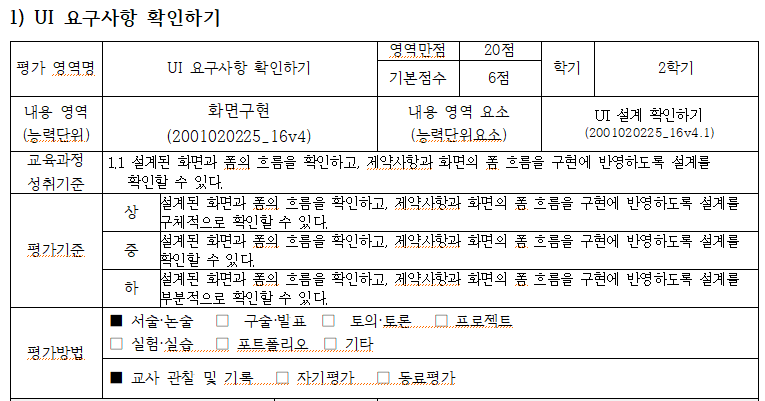 1) UI 요구사항 확인하기
평가 영역명
UI 요구사항 확인하기
영역만점
20점
기본점수
6점
학기
2학기
내용 영역
(능력단위)
화면구현
(2001020225_16v4)
내용 영역 요소
(능력단위요소)
UI 설계 확인하기
(2001020225_16v4.1)
교육과정
성취기준
1.1 설계된 화면과 폼의 흐름을 확인하고, 제약사항과 화면의 폼 흐름을 구현에 반영하도록 설계를
확인할 수 있다.
평가기준
상
설계된 화면과 폼의 흐름을 확인하고, 제약사항과 화면의 폼 흐름을 구현에 반영하도록 설계를
구체적으로 확인할 수 있다.
중
설계된 화면과 폼의 흐름을 확인하고, 제약사항과 화면의 폼 흐름을 구현에 반영하도록 설계를
확인할 수 있다.
하
설계된 화면과 폼의 흐름을 확인하고, 제약사항과 화면의 폼 흐름을 구현에 반영하도록 설계를
부분적으로 확인할 수 있다.
평가방법
■ 서술·논술 □ 구술·발표 □ 토의·토론 □ 프로젝트
□ 실험·실습 □ 포트폴리오 □ 기타
■ 교사 관칠 및 기록 □ 자기평가 □ 동료평가